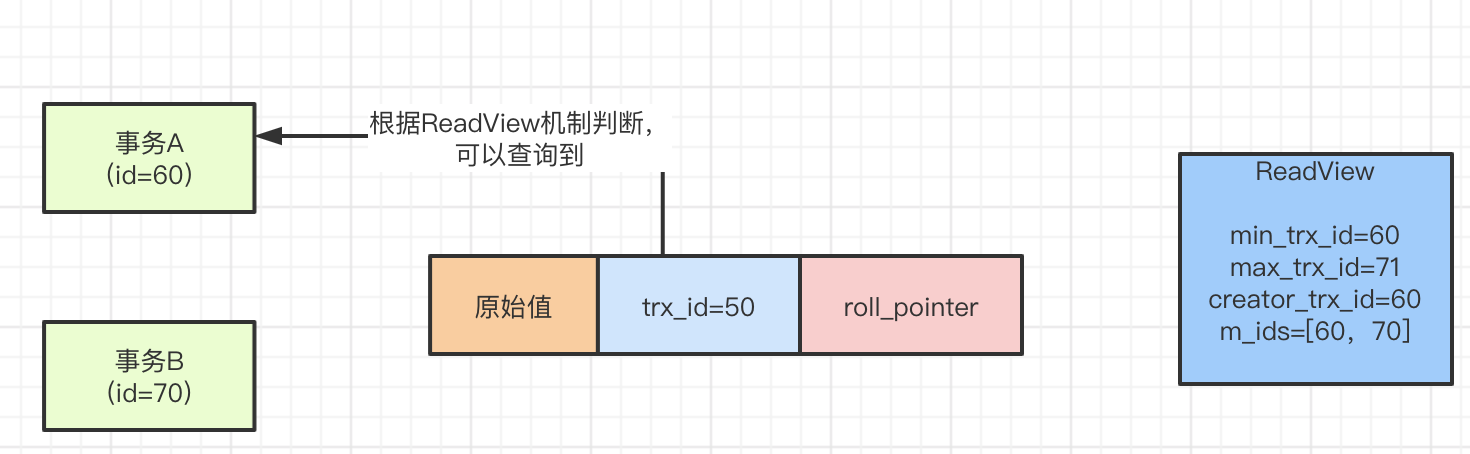 事务A
(id=60)
根据ReadView机制判断，
可以查询到
ReadView
min_trx_id=60
max_trx_id=71
creator_trx_id=60
m_ids=[60，70]
原始值
trx_id=50
roll_pointer
事务B
(id=70)